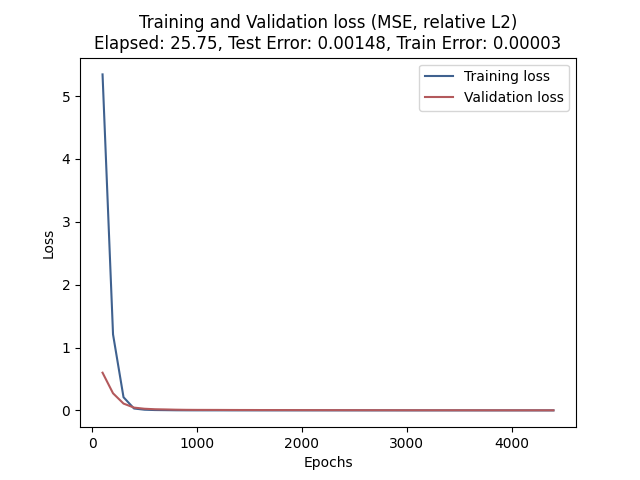 Training and Validation loss (MSE, relative L2)
Elapsed: 25.75, Test Error: 0.00148, Train Error: 0.00003
Training loss
Validation loss
Loss
5
4
3
2
1
0
0 1000 2000 3000 4000
Epochs